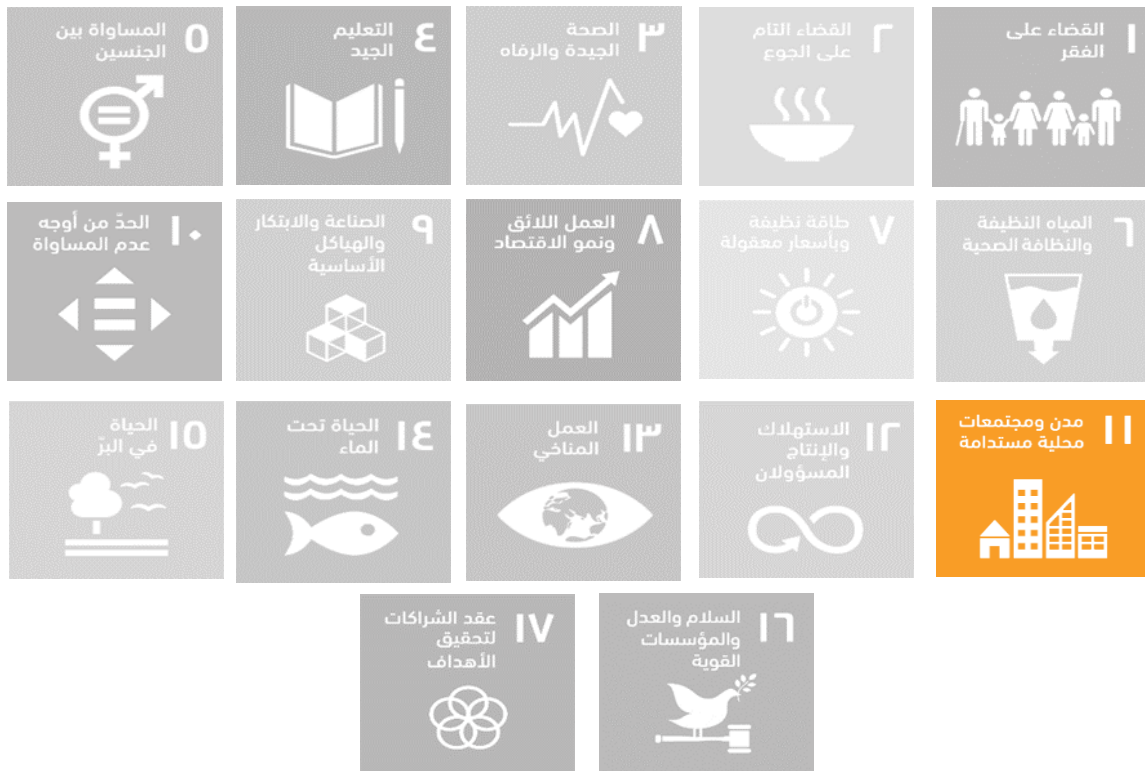 ١
القضاء على
الفقر
٢
القضاء التام
على الجوع
٣
الصحة
الجيدة والرفاه
٤
التعليم
الجيد
٥
المساواة بين
الجنسين
٦
المياه النظيفة
والنظافة الصحية
٧
طاقة نظيفة
وبأسعار معقولة
٨
العمل اللائق
ونمو الاقتصاد
٩
الصناعة والابتكار
والهياكل
الأساسية
١٠
الحدّ من أوجه
عدم المساواة
١١
مدن ومجتمعات
محلية مستدامة
١٢
الاستهلاك
والإنتاج
المسؤولان
١٣
العمل
المناخي
١٤
الحياة تحت
الماء
١٥
الحياة
في البرّ
١٦
السلام والعدل
والمؤسسات
القوية
١٧
عقد الشراكات
لتحقيق
الأهداف